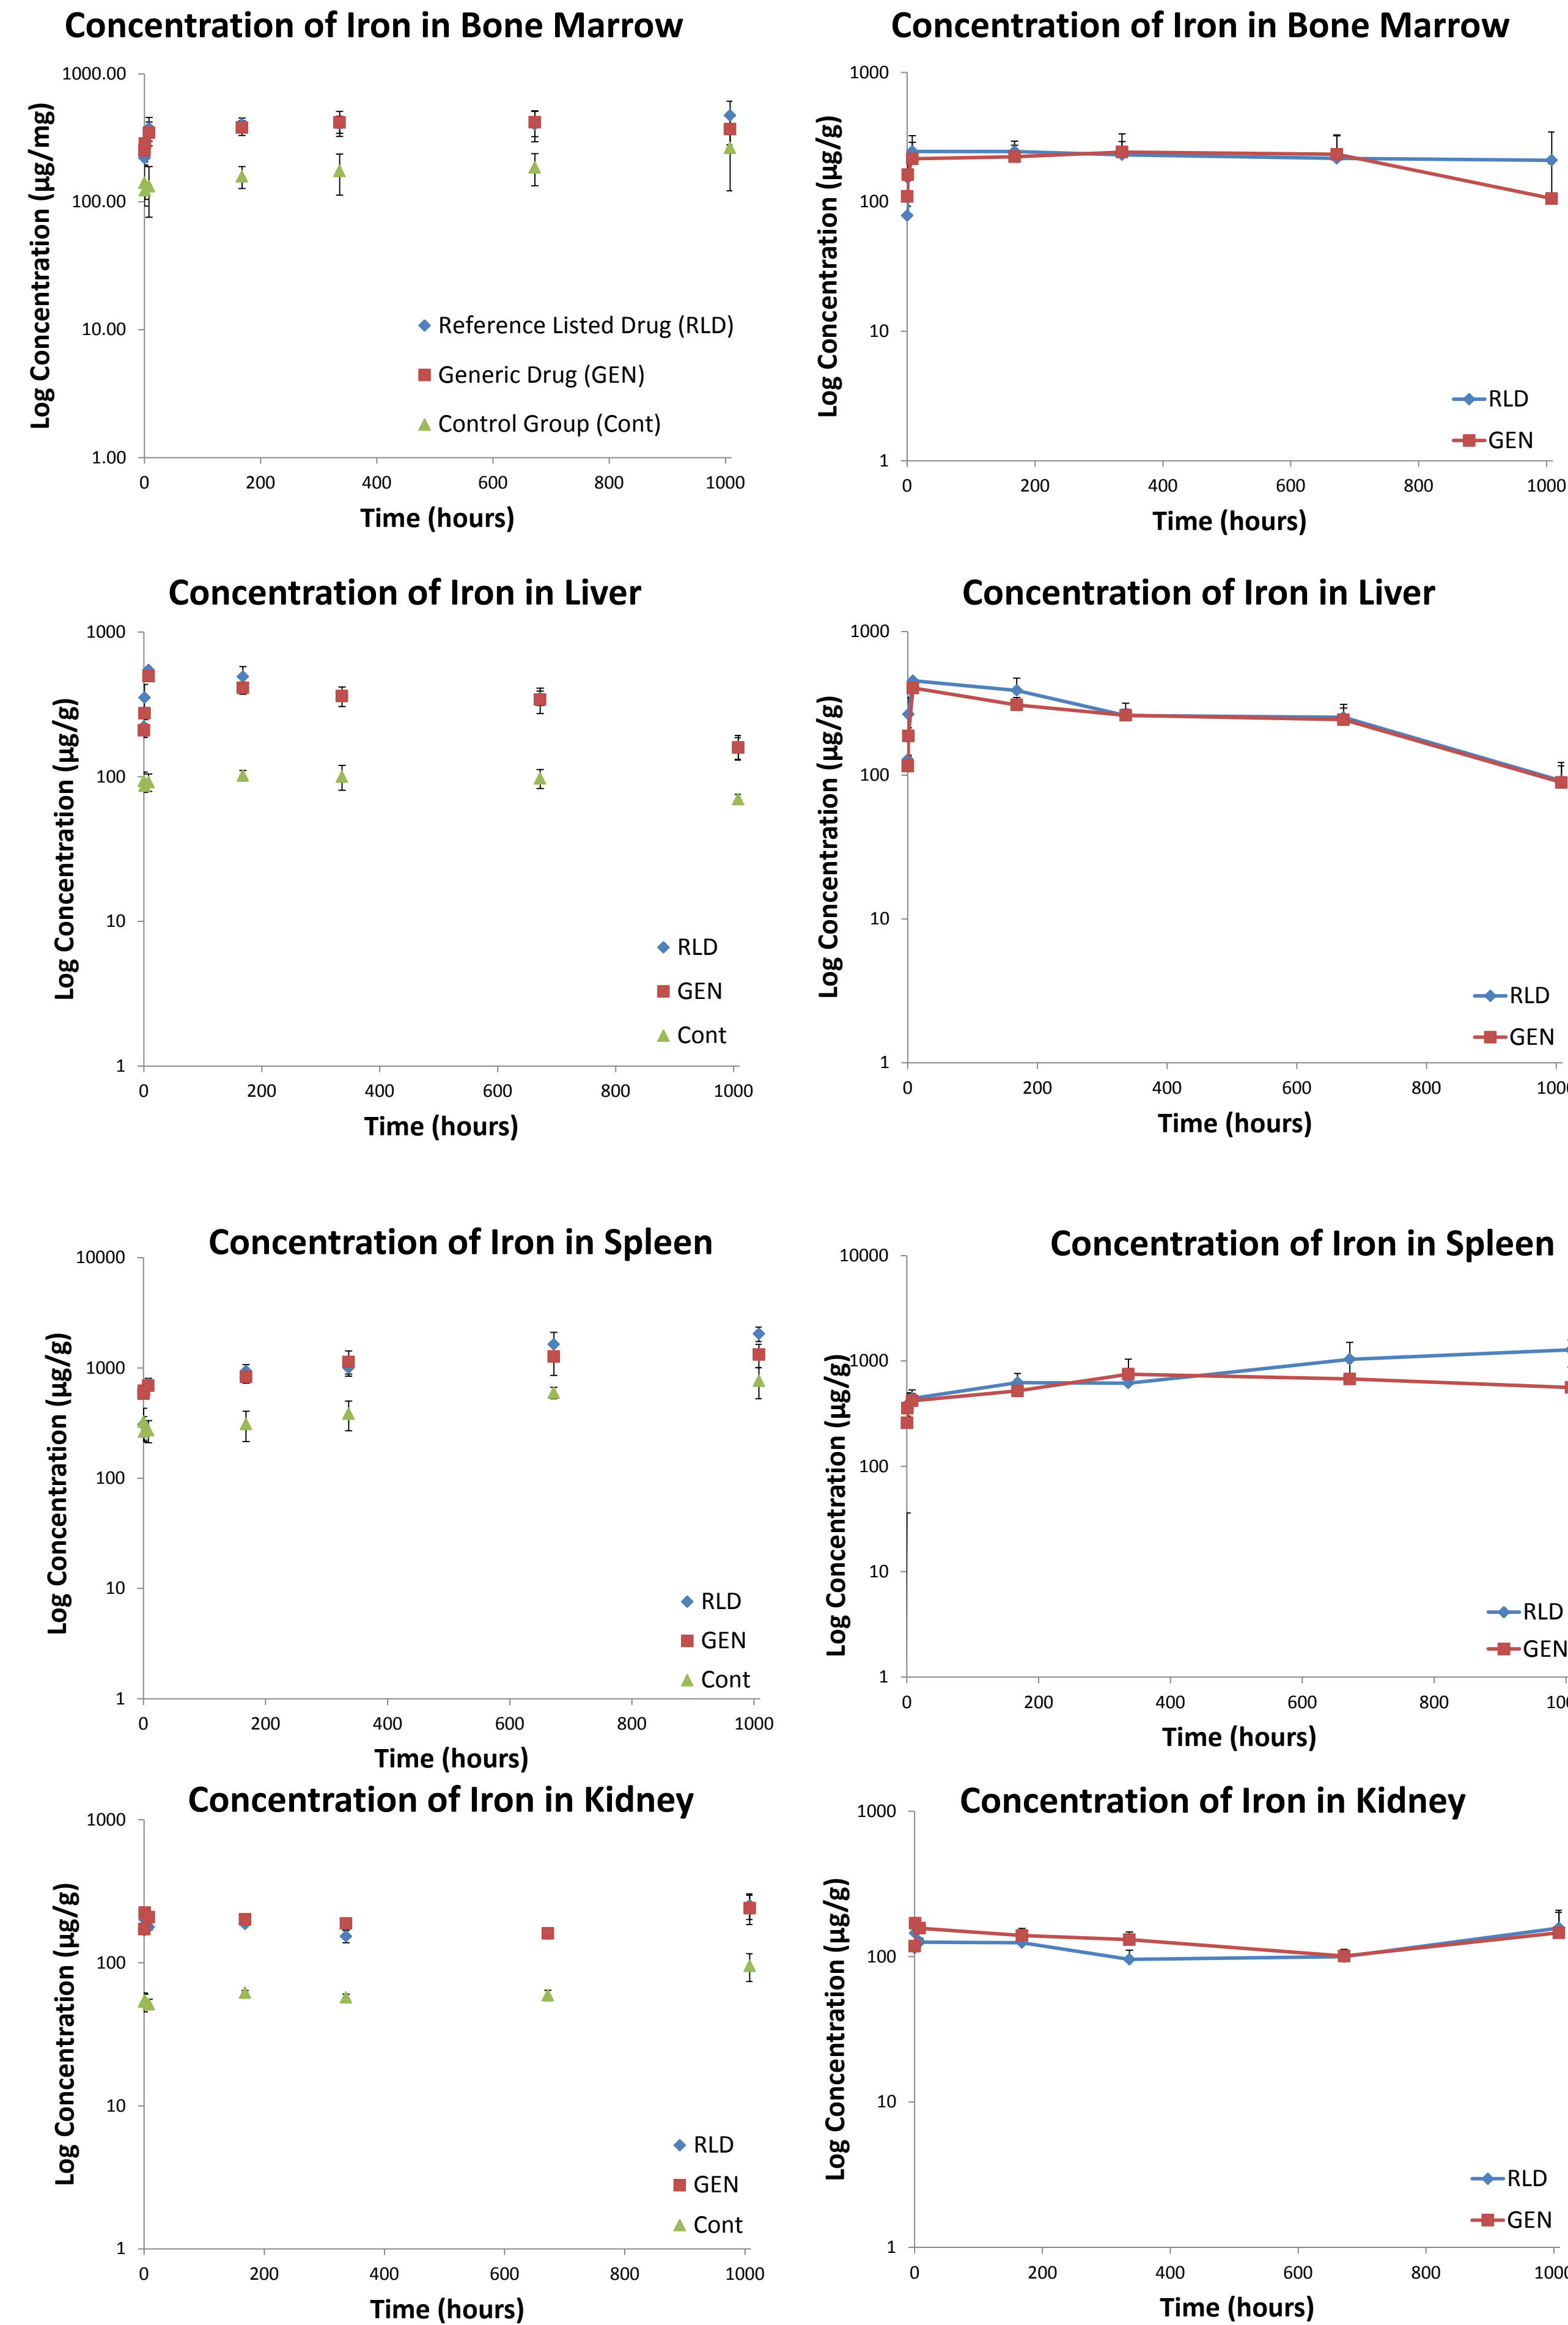 Concentration of Iron in Bone Marrow
Log Concentration (µg/mg)
1000.00
100.00
10.00
1.00
Reference Listed Drug (RLD)
Generic Drug (GEN)
Control Group (Cont)
0 200 400 600 800 1000
Time (hours)
Concentration of Iron in Bone Marrow
Log Concentration (µg/g)
1000
100
10
1
RLD
GEN
0 200 400 600 800 1000
Time (hours)
Concentration of Iron in Liver
Log Concentration (µg/g)
1000
100
10
1
RLD
GEN
Cont
0 200 400 600 800 1000
Time (hours)
Concentration of Iron in Liver
Log Concentration (µg/g)
1000
100
10
1
RLD
GEN
0 200 400 600 800 100
Time (hours)
Concentration of Iron in Spleen
Log Concentration (µg/g)
10000
1000
100
10
1
RLD
GEN
Cont
0 200 400 600 800 1000
Time (hours)
Concentration of Iron in Spleen
Log Concentration (µg/g)
10000
1000
100
10
1
RLD
GEN
0 200 400 600 800 100
Time (hours)
Concentration of Iron in Kidney
Log Concentration (µg/g)
1000
100
10
1
RLD
GEN
Cont
0 200 400 600 800 1000
Time (hours)
Concentration of Iron in Kidney
Log Concentration (µg/g)
1000
100
10
1
RLD
GEN
0 200 400 600 800 1000
Time (hours)